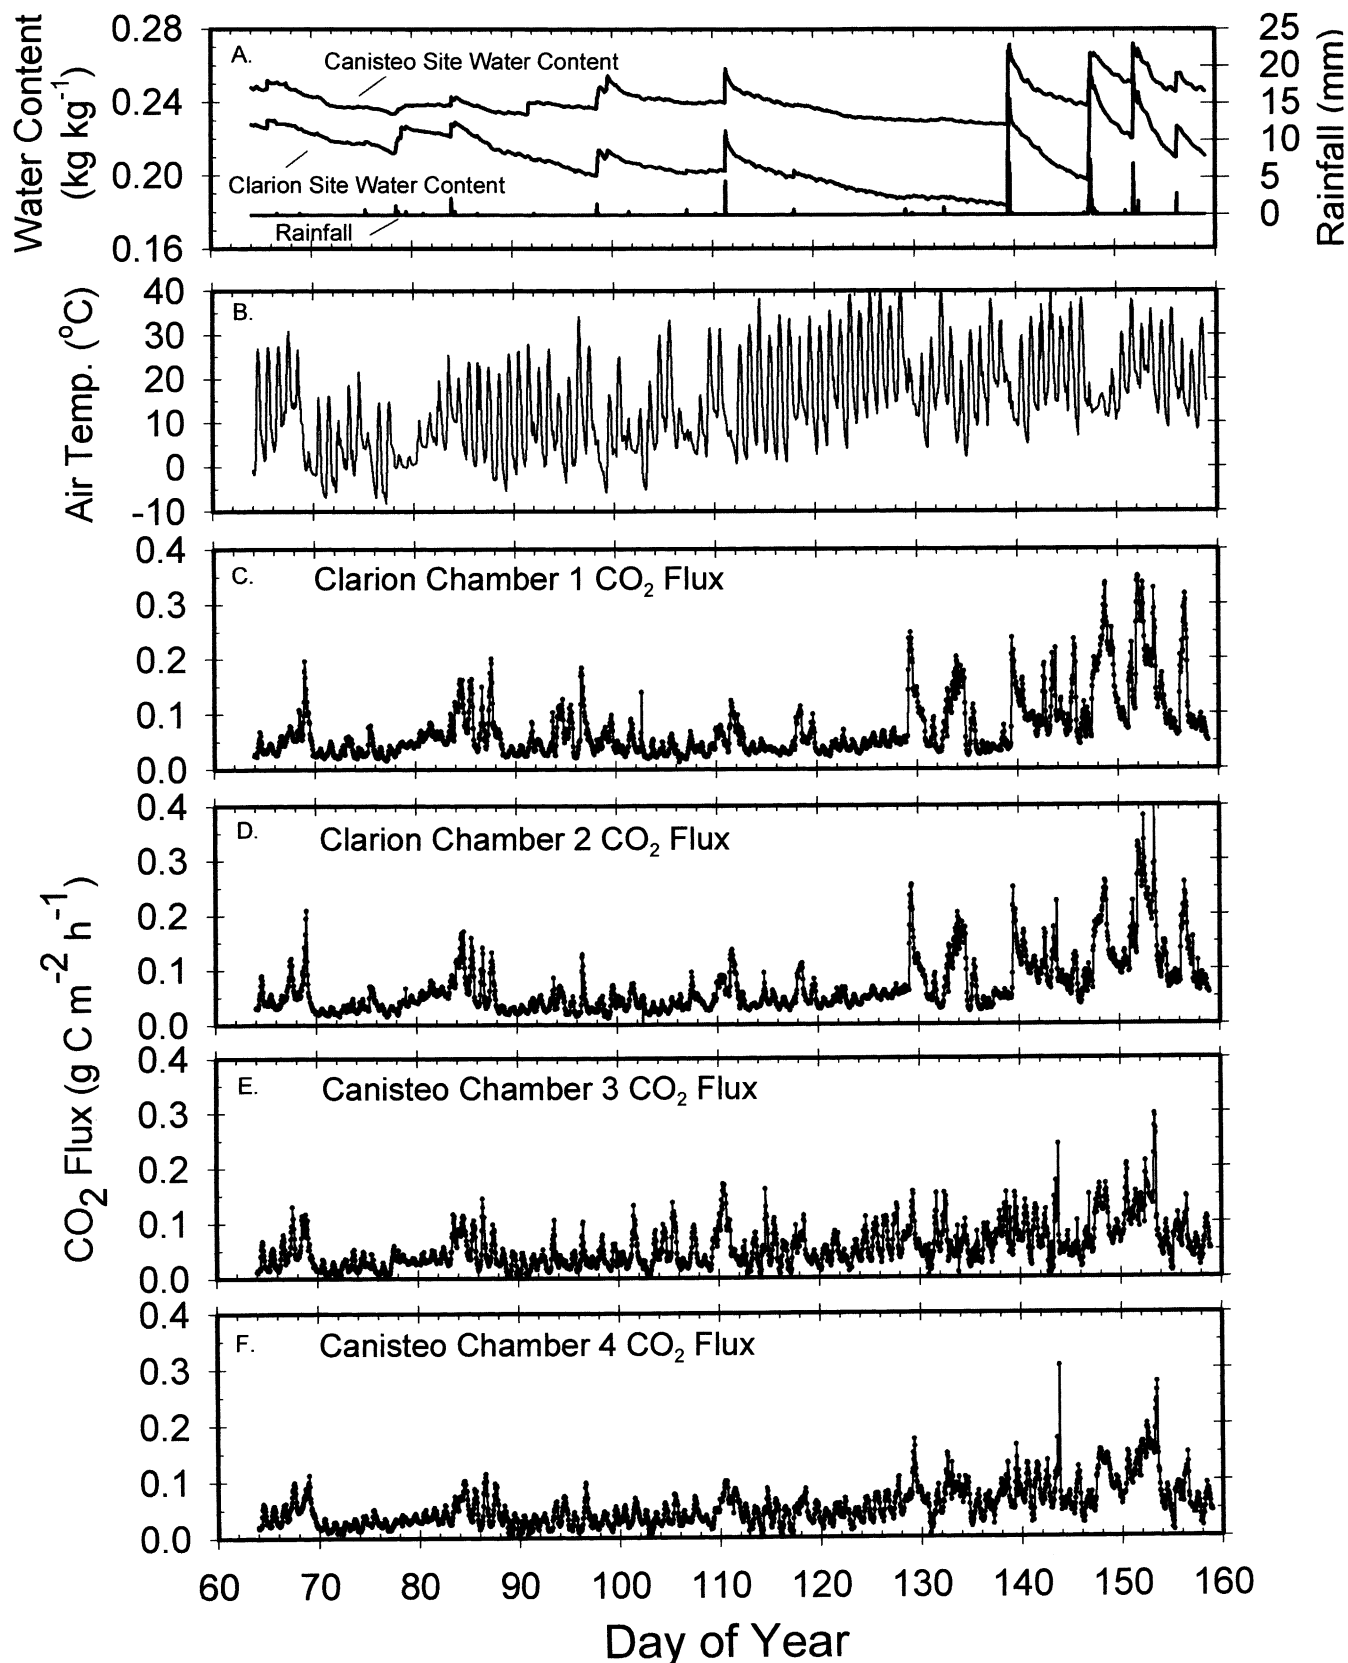 Water Content
(kg kg⁻¹)
0.28
0.24
0.20
0.16
A.
Canisteo Site Water Content
Clarion Site Water Content
Rainfall
25
20
15
10
5
0
Rainfall (mm)
Air Temp. (°C)
40
30
20
10
0
-10
B.
CO₂ Flux (g C m⁻² h⁻¹)
0.4
0.3
0.2
0.1
0.0
C.
Clarion Chamber 1 CO₂ Flux
0.4
0.3
0.2
0.1
0.0
D.
Clarion Chamber 2 CO₂ Flux
0.4
0.3
0.2
0.1
0.0
E.
Canisteo Chamber 3 CO₂ Flux
0.4
0.3
0.2
0.1
0.0
F.
Canisteo Chamber 4 CO₂ Flux
60 70 80 90 100 110 120 130 140 150 160
Day of Year